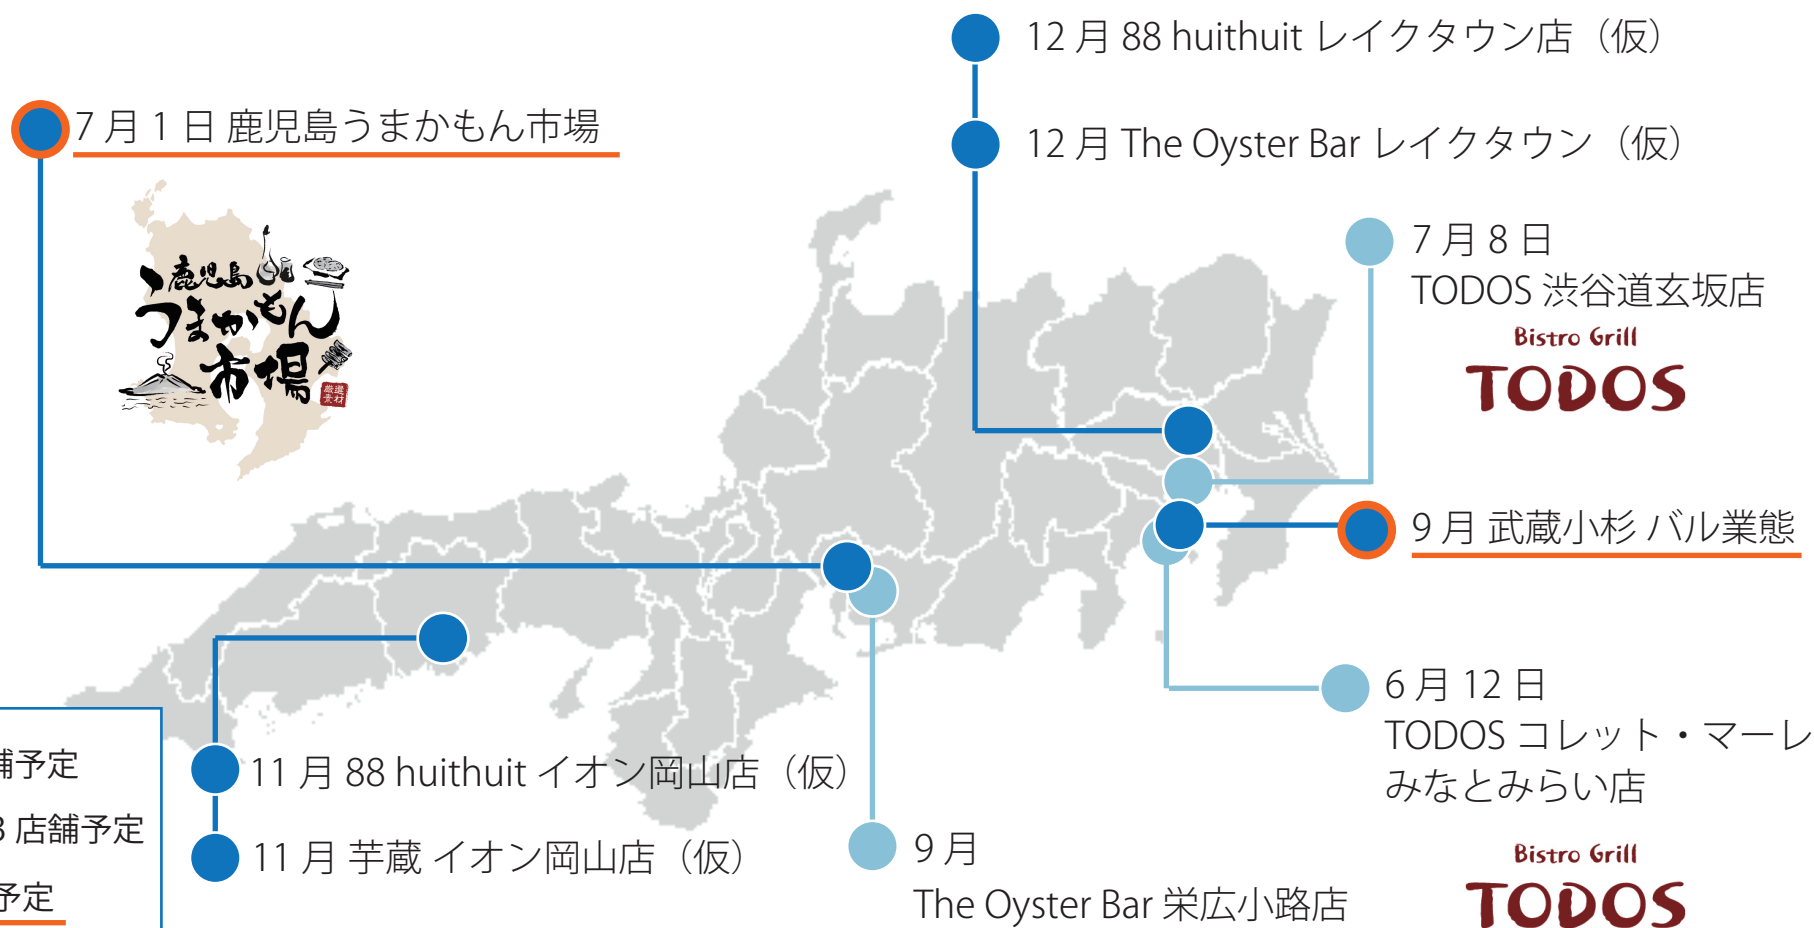 12 月 88 huithuit レイクタウン店（仮）
7 月 1 日 鹿児島うまかもん市場
12 月 The Oyster Bar レイクタウン（仮）
鹿児島
うまかもん
市場
厳選
素材
7 月 8 日
TODOS 渋谷道玄坂店
Bistro Grill
TODOS
9 月 武蔵小杉 バル業態
6 月 12 日
TODOS コレット・マーレ
みなとみらい店
Bistro Grill
TODOS
11 月 88 huithuit イオン岡山店（仮）
11 月 芋蔵 イオン岡山店（仮）
9 月
The Oyster Bar 栄広小路店
舗予定
3 店舗予定
予定